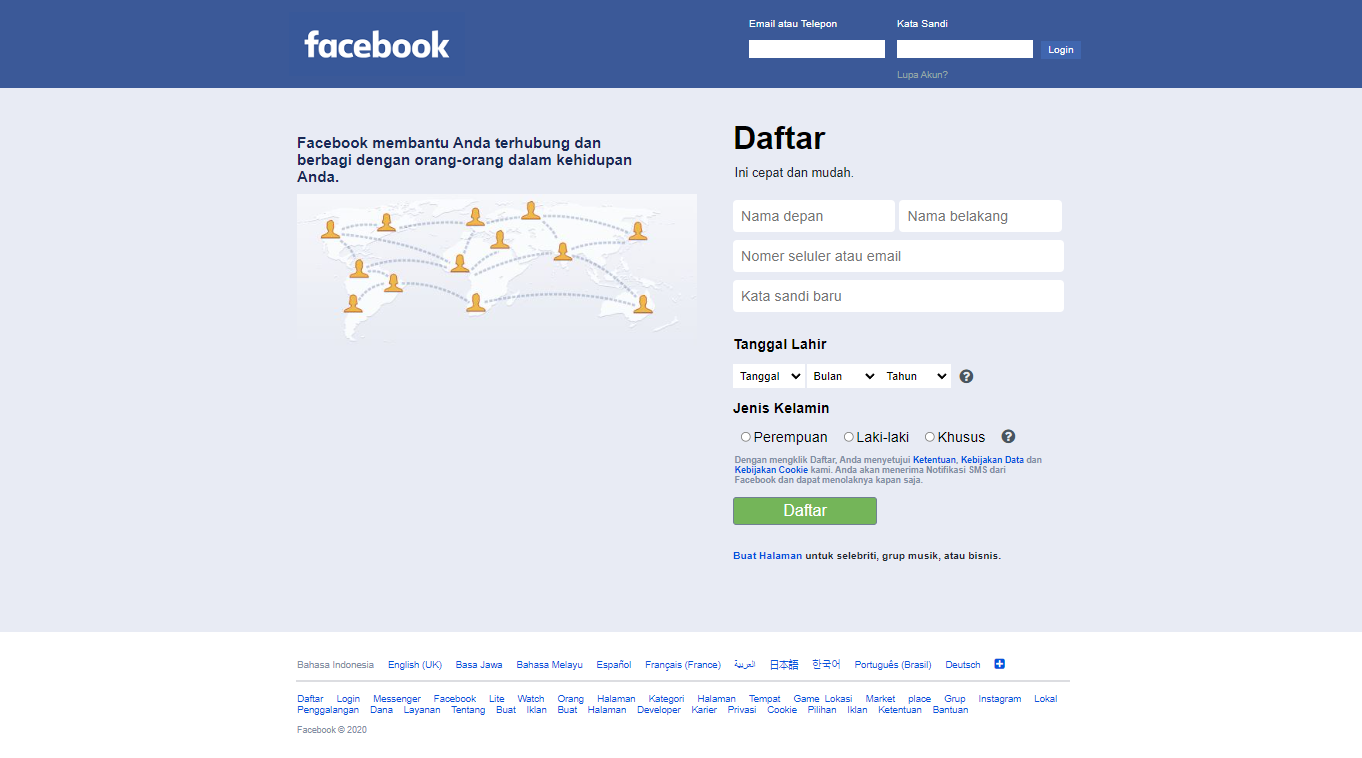 facebook
Email atau Telepon
Kata Sandi
Login
Lupa Akun?
Facebook membantu Anda terhubung dan
berbagi dengan orang-orang dalam kehidupan
Anda.
Daftar
Ini cepat dan mudah.
Nama depan Nama belakang
Nomer seluler atau email
Kata sandi baru
Tanggal Lahir
Tanggal Bulan Tahun ?
Jenis Kelamin
Perempuan Laki-laki Khusus ?
Dengan mengklik Daftar, Anda menyetujui Ketentuan, Kebijakan Data dan
Kebijakan Cookie kami. Anda akan menerima Notifikasi SMS dari
Facebook dan dapat menolaknya kapan saja.
Daftar
Buat Halaman untuk selebriti, grup musik, atau bisnis.
Bahasa Indonesia English (UK) Basa Jawa Bahasa Melayu Español Français (France) العربية 日本語 한국어 Português (Brasil) Deutsch
Daftar Login Messenger Facebook Lite Watch Orang Halaman Kategori Halaman Tempat Game Lokasi Market place Grup Instagram Lokal
Penggalangan Dana Layanan Tentang Buat Iklan Buat Halaman Developer Karier Privasi Cookie Pilihan Iklan Ketentuan Bantuan
Facebook © 2020